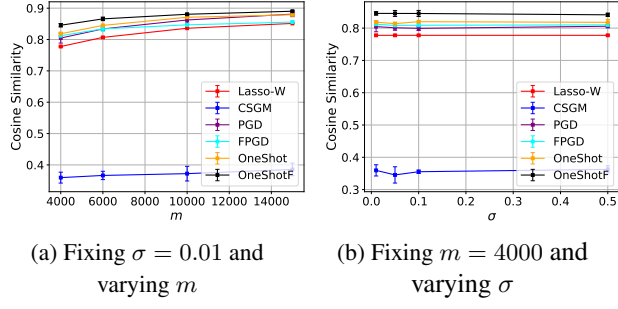 0.9
0.8
0.7
0.6
0.5
0.4
Cosine Similarity
4000 6000 8000 10000 12000 14000
m
Lasso-W
CSGM
PGD
FPGD
OneShot
OneShotF
(a) Fixing σ = 0.01 and
varying m
0.9
0.8
0.7
0.6
0.5
0.4
0.3
Cosine Similarity
0.0 0.1 0.2 0.3 0.4 0.5
σ
Lasso-W
CSGM
PGD
FPGD
OneShot
OneShotF
(b) Fixing m = 4000 and
varying σ